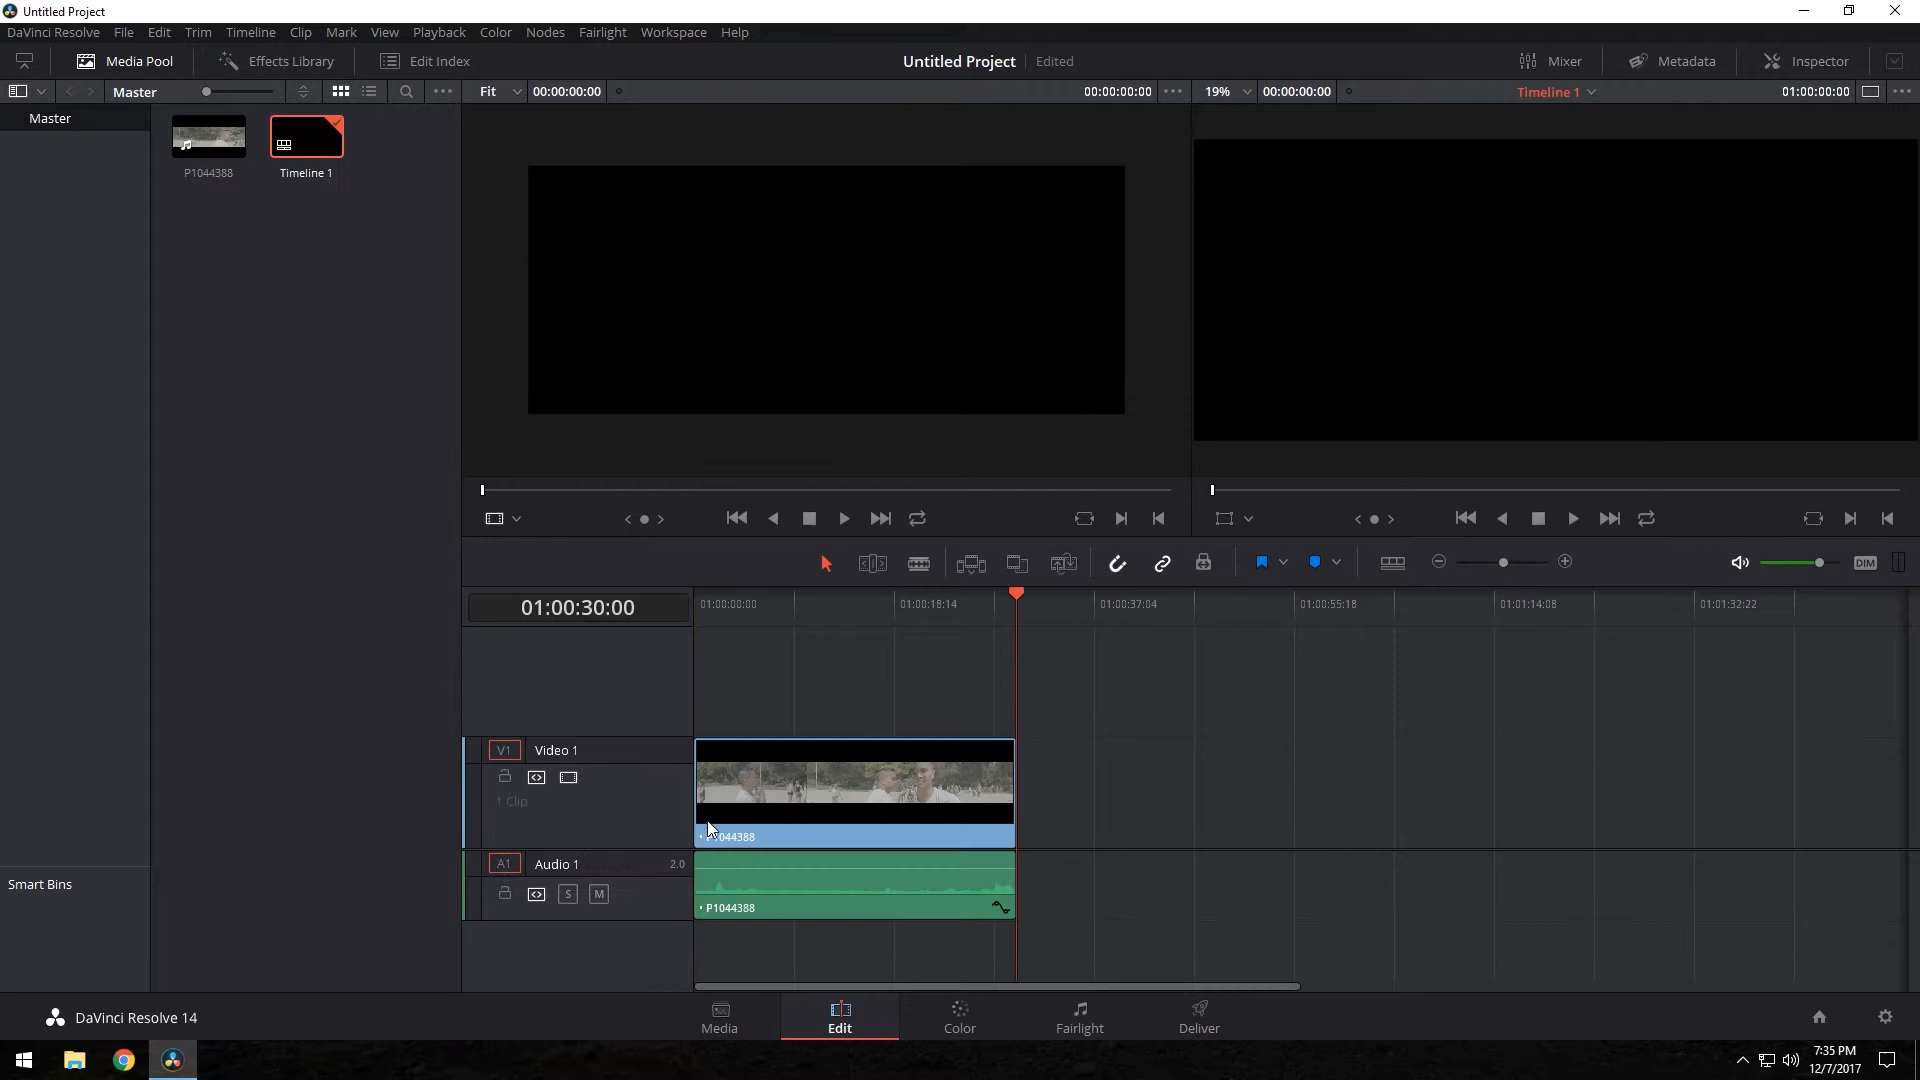 Untitled Project
DaVinci Resolve File Edit Trim Timeline Clip Mark View Playback Color Nodes Fairlight Workspace Help
Media Pool Effects Library Edit Index Untitled Project Edited Mixer Metadata Inspector
Master Fit 00:00:00:00 00:00:00:00 19% 00:00:00:00 Timeline 1 01:00:00:00
Master
P1044388 Timeline 1
DIM
01:00:30:00 01:00:00:00 01:00:18:14 01:00:37:04 01:00:55:18 01:01:14:08 01:01:32:22
V1 Video 1
1 Clip
044388
A1 Audio 1 2.0
S M
P1044388
Smart Bins
DaVinci Resolve 14
Media Edit Color Fairlight Deliver
7:35 PM
12/7/2017